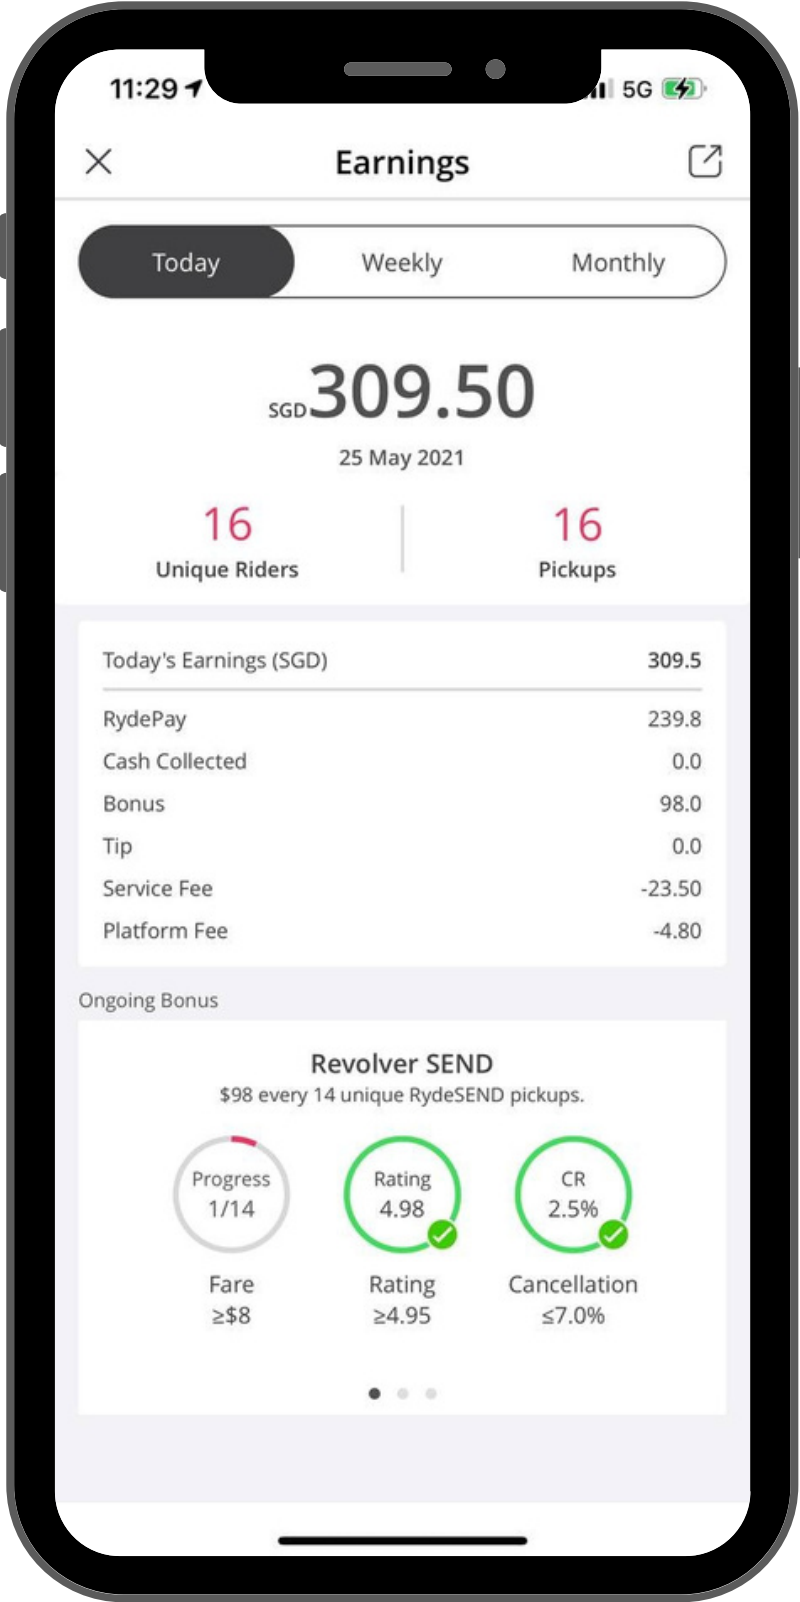 11:29 5G
Earnings
Today Weekly Monthly
SGD309.50
25 May 2021
16 16
Unique Riders Pickups
Today's Earnings (SGD) 309.5
RydePay 239.8
Cash Collected 0.0
Bonus 98.0
Tip 0.0
Service Fee -23.50
Platform Fee -4.80
Ongoing Bonus
Revolver SEND
$98 every 14 unique RydeSEND pickups.
Progress Rating CR
1/14 4.98 2.5%
Fare Rating Cancellation
≥$8 ≥4.95 ≤7.0%